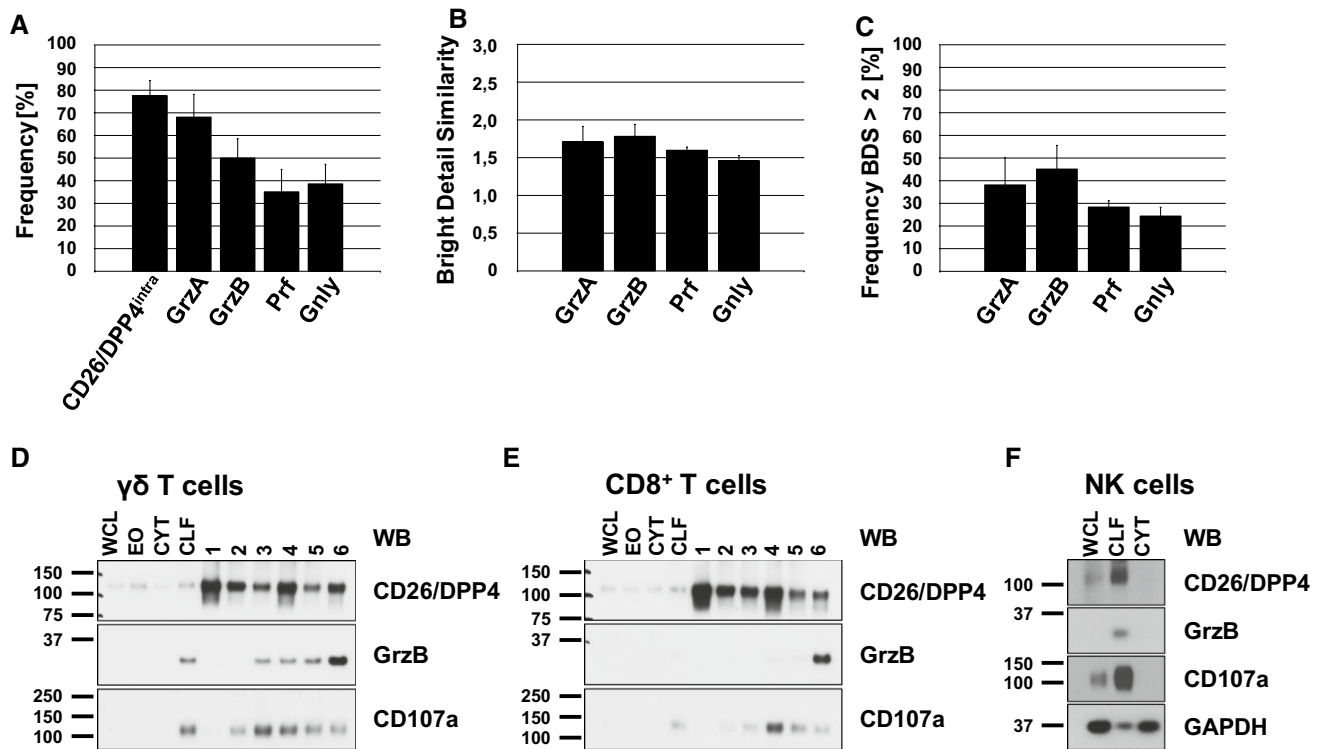 A
Frequency [%]
100
90
80
70
60
50
40
30
20
10
0
CD26/DPP4intra
GrzA
GrzB
Prf
Gnly
B
Bright Detail Similarity
3,0
2,5
2,0
1,5
1,0
0,5
0
GrzA
GrzB
Prf
Gnly
C
Frequency BDS > 2 [%]
100
90
80
70
60
50
40
30
20
10
0
GrzA
GrzB
Prf
Gnly
D
γδ T cells
WCL EO CYT CLF 1 2 3 4 5 6 WB
150
100
75
CD26/DPP4
37
GrzB
250
150
100
CD107a
E
CD8+ T cells
WCL EO CYT CLF 1 2 3 4 5 6 WB
150
100
75
CD26/DPP4
37
GrzB
250
150
100
CD107a
F
NK cells
WCL CLF CYT WB
100
CD26/DPP4
37
GrzB
150
100
CD107a
37
GAPDH